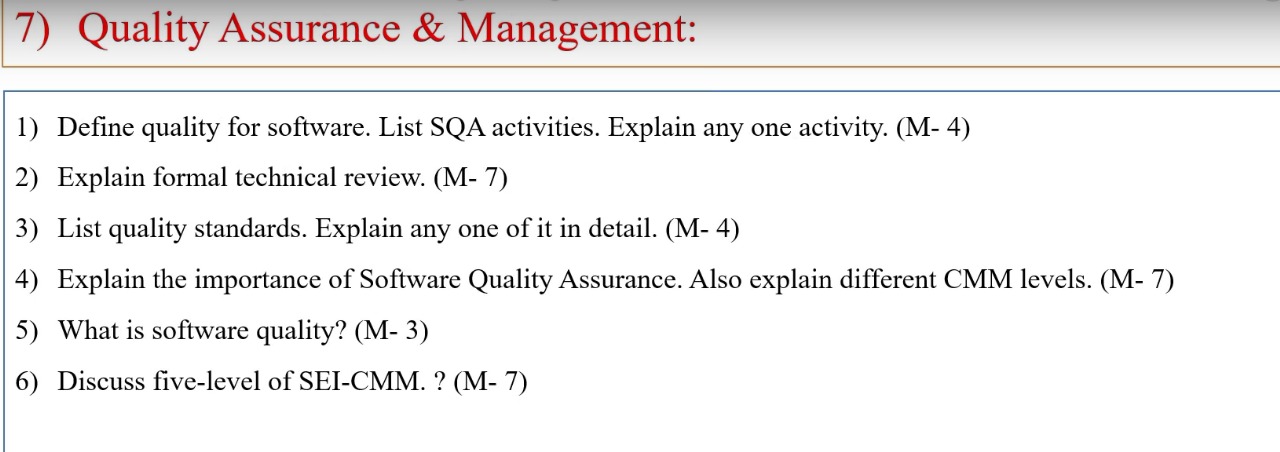 7) Quality Assurance & Management:
1) Define quality for software. List SQA activities. Explain any one activity. (M- 4)
2) Explain formal technical review. (M- 7)
3) List quality standards. Explain any one of it in detail. (M- 4)
4) Explain the importance of Software Quality Assurance. Also explain different CMM levels. (M- 7)
5) What is software quality? (M- 3)
6) Discuss five-level of SEI-CMM. ? (M- 7)